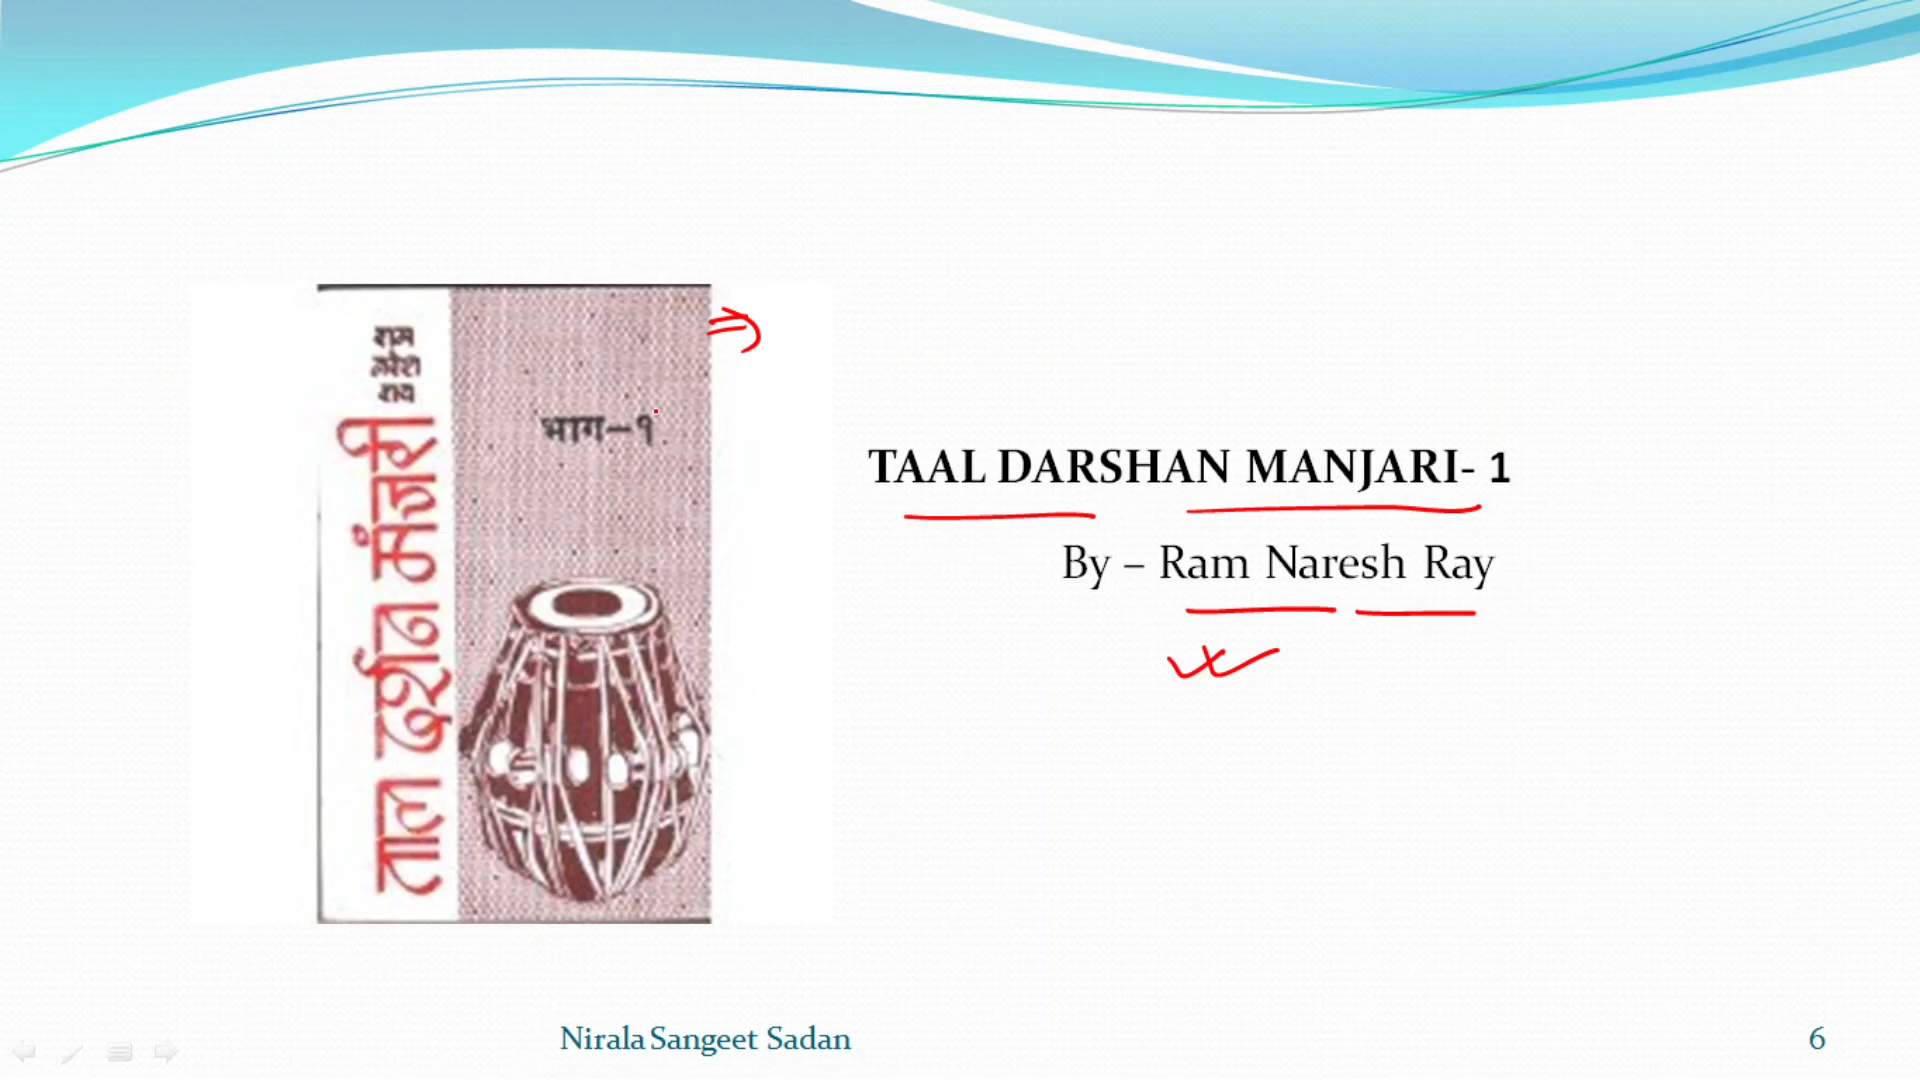 राम
नरेश
राय
ताल दर्शन मंजरी
भाग-१
TAAL DARSHAN MANJARI- 1
By – Ram Naresh Ray
Nirala Sangeet Sadan
6